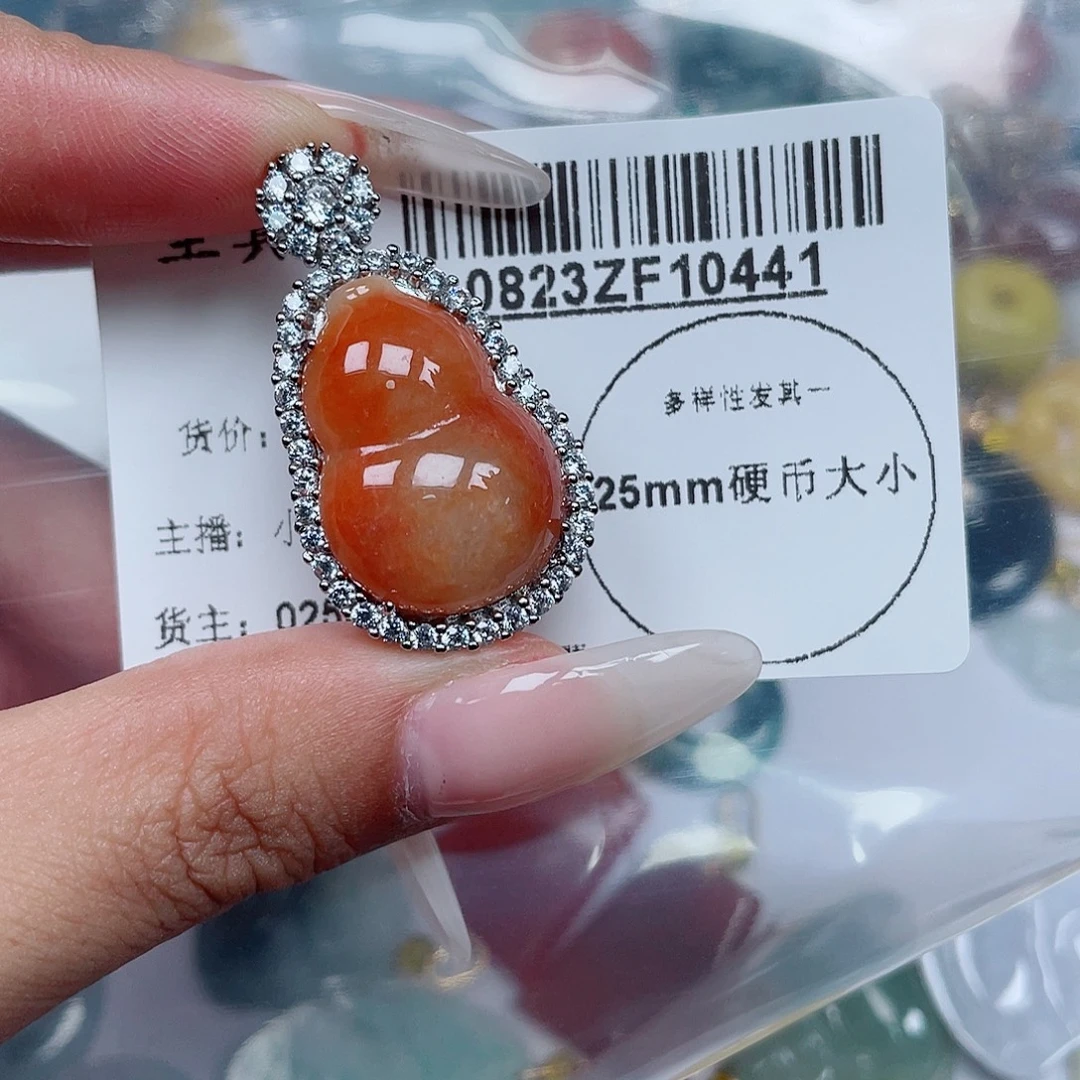 0823ZF10441
多样性发其一
25mm硬币大小
货价:
主播: 小
货主: 025